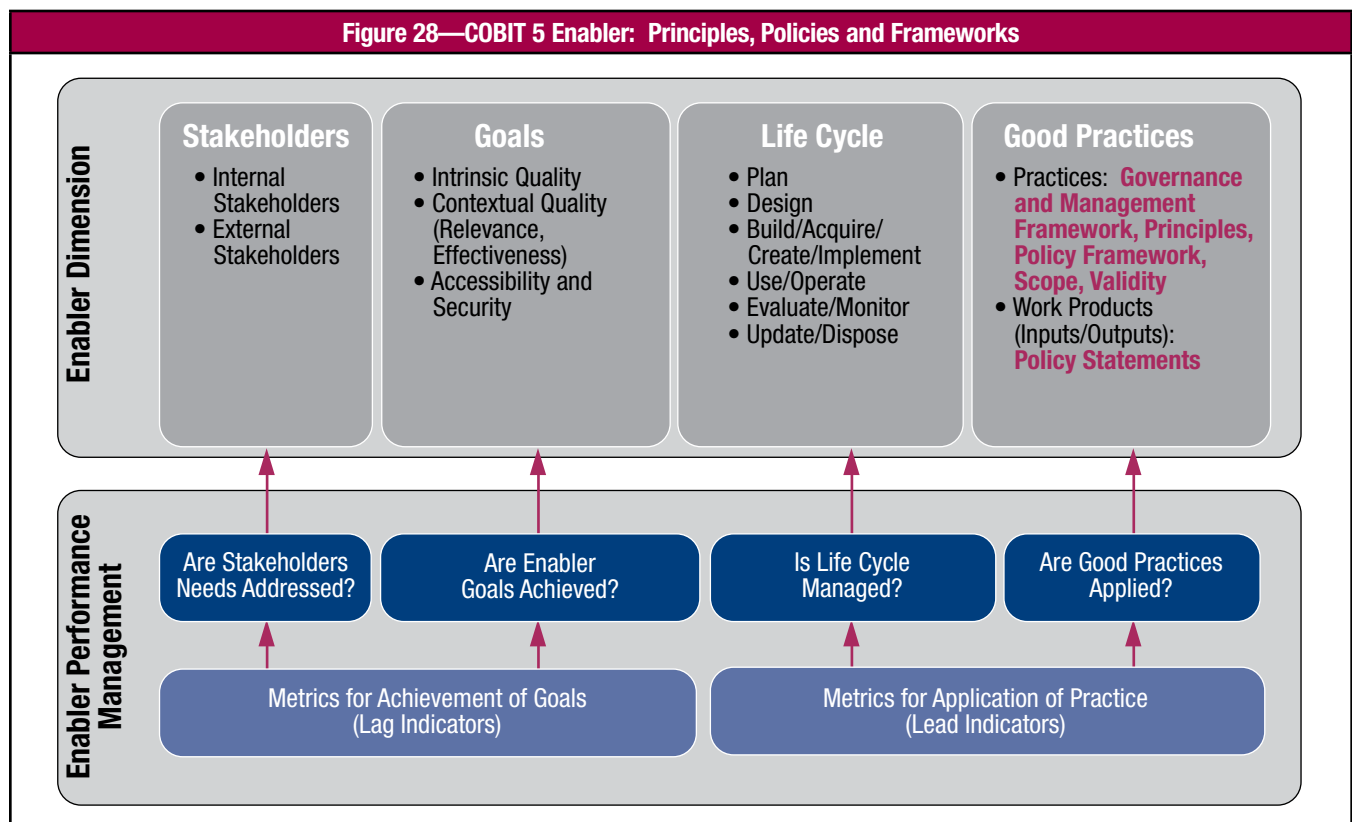 Figure 28—COBIT 5 Enabler: Principles, Policies and Frameworks
Enabler Dimension
Stakeholders
• Internal
Stakeholders
• External
Stakeholders
Goals
• Intrinsic Quality
• Contextual Quality
(Relevance,
Effectiveness)
• Accessibility and
Security
Life Cycle
• Plan
• Design
• Build/Acquire/
Create/Implement
• Use/Operate
• Evaluate/Monitor
• Update/Dispose
Good Practices
• Practices: Governance
and Management
Framework, Principles,
Policy Framework,
Scope, Validity
• Work Products
(Inputs/Outputs):
Policy Statements
Enabler Performance
Management
Are Stakeholders
Needs Addressed?
Are Enabler
Goals Achieved?
Is Life Cycle
Managed?
Are Good Practices
Applied?
Metrics for Achievement of Goals
(Lag Indicators)
Metrics for Application of Practice
(Lead Indicators)